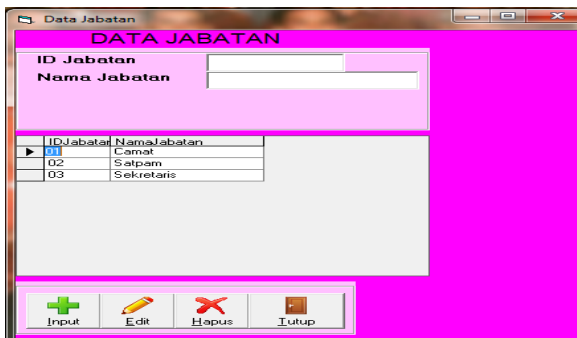 Data Jabatan
DATA JABATAN
ID Jabatan
Nama Jabatan
IDJabatan NamaJabatan
01 Camat
02 Satpam
03 Sekretaris
Input Edit Hapus Tutup